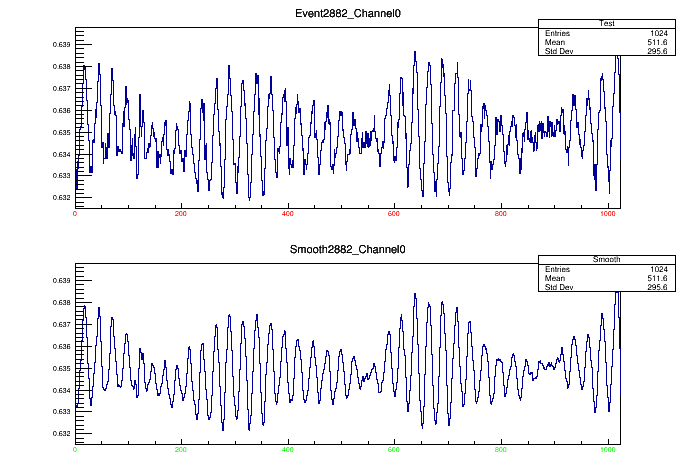 Event2882_Channel0
Test
Entries 1024
Mean 511.6
Std Dev 295.6
0.639
0.638
0.637
0.636
0.635
0.634
0.633
0.632
0 200 400 600 800 1000
Smooth2882_Channel0
Smooth
Entries 1024
Mean 511.6
Std Dev 295.6
0.639
0.638
0.637
0.636
0.635
0.634
0.633
0.632
0 200 400 600 800 1000